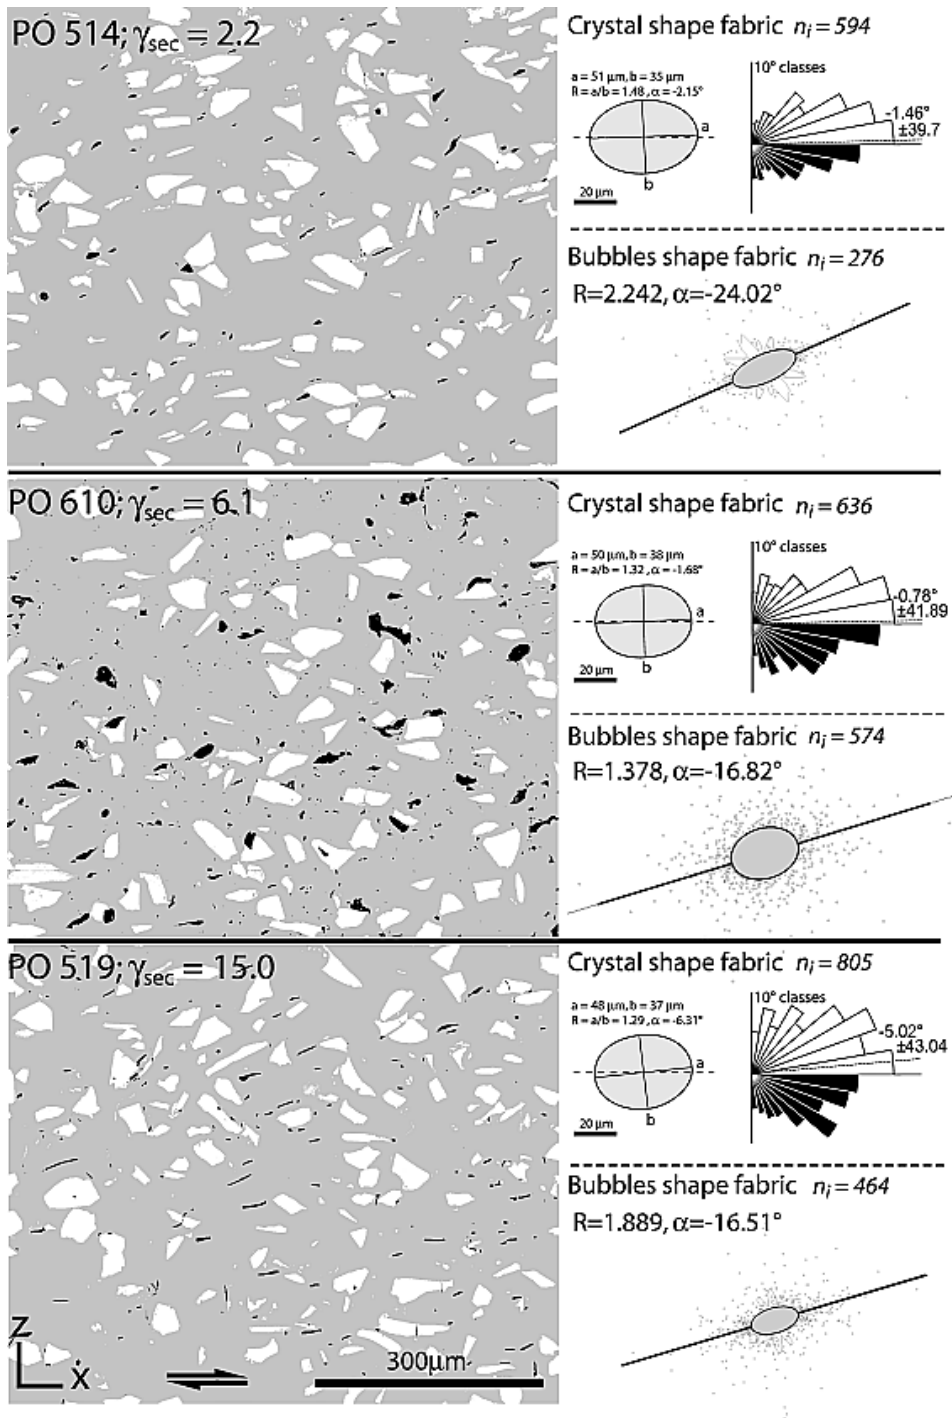 PO 514; γsec = 2.2
Crystal shape fabric ni = 594
a = 51 µm, b = 35 µm
R = a/b = 1.48, α = -2.15°
10° classes
-1.46°
±39.7
a
b
20 µm
Bubbles shape fabric ni = 276
R=2.242, α=-24.02°
PO 610; γsec = 6.1
Crystal shape fabric ni = 636
a = 50 µm, b = 38 µm
R = a/b = 1.32, α = -1.68°
10° classes
-0.78°
±41.89
a
b
20 µm
Bubbles shape fabric ni = 574
R=1.378, α=-16.82°
PO 519; γsec = 15.0
Crystal shape fabric ni = 805
a = 48 µm, b = 37 µm
R = a/b = 1.29, α = -6.31°
10° classes
-5.02°
±43.04
a
b
20 µm
Bubbles shape fabric ni = 464
R=1.889, α=-16.51°
Z
X
300µm